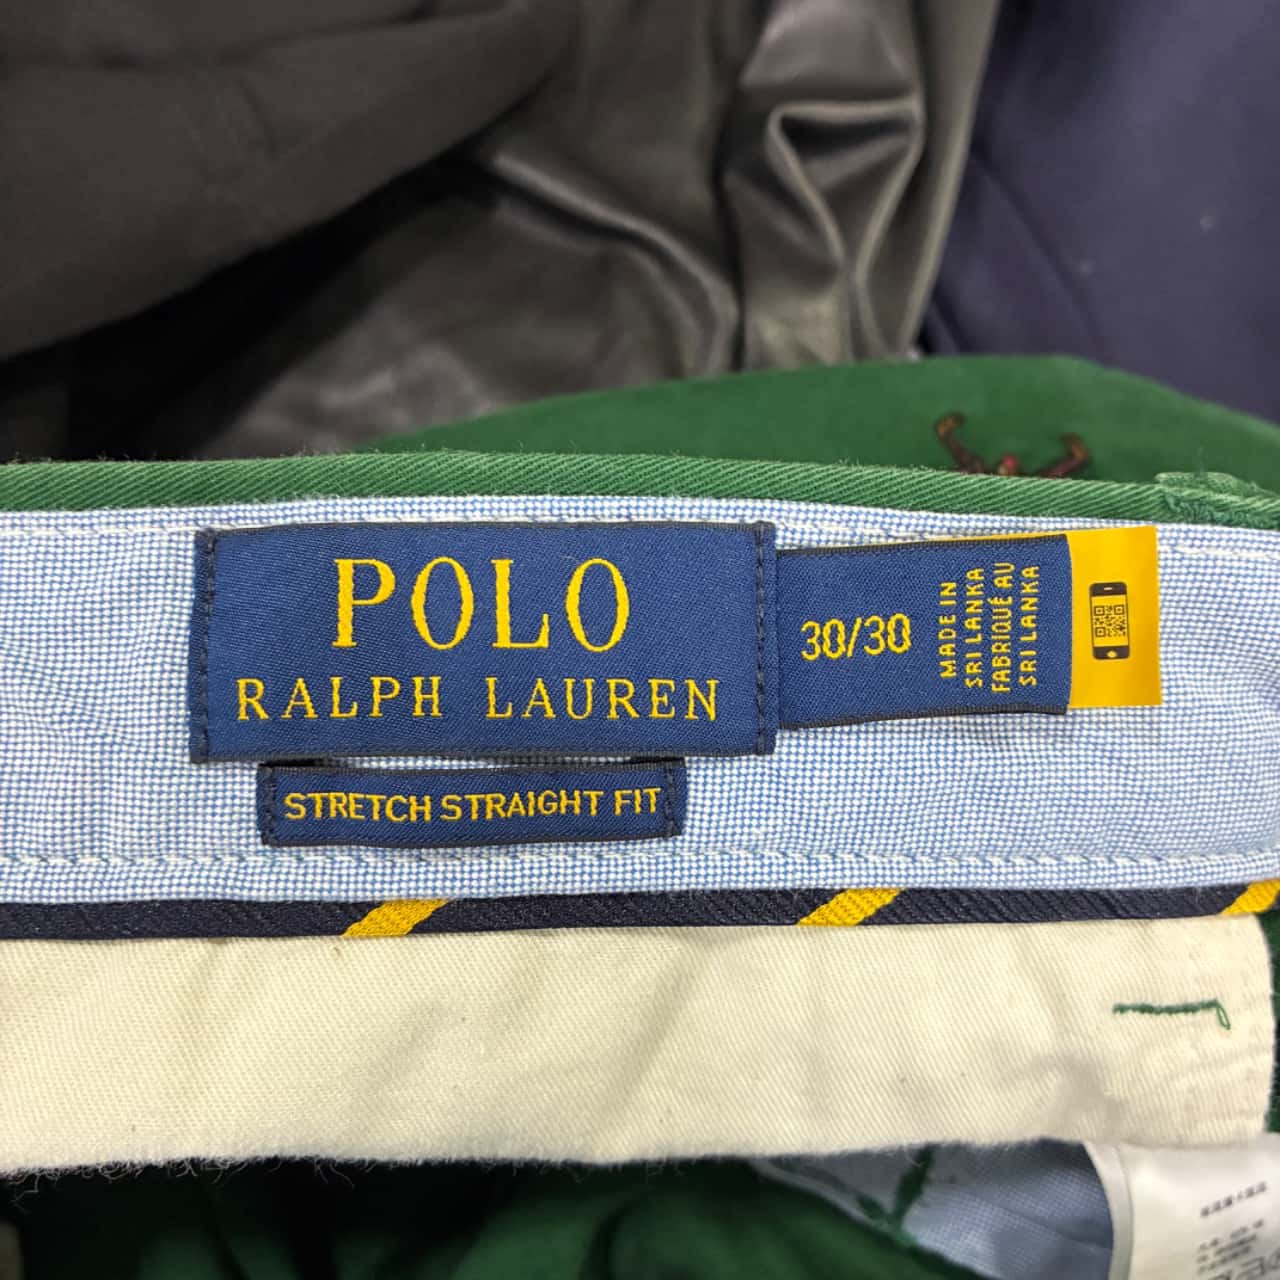 POLO
RALPH LAUREN
STRETCH STRAIGHT FIT
30/30
MADE IN
SRI LANKA
FABRIQUÉ AU
SRI LANKA